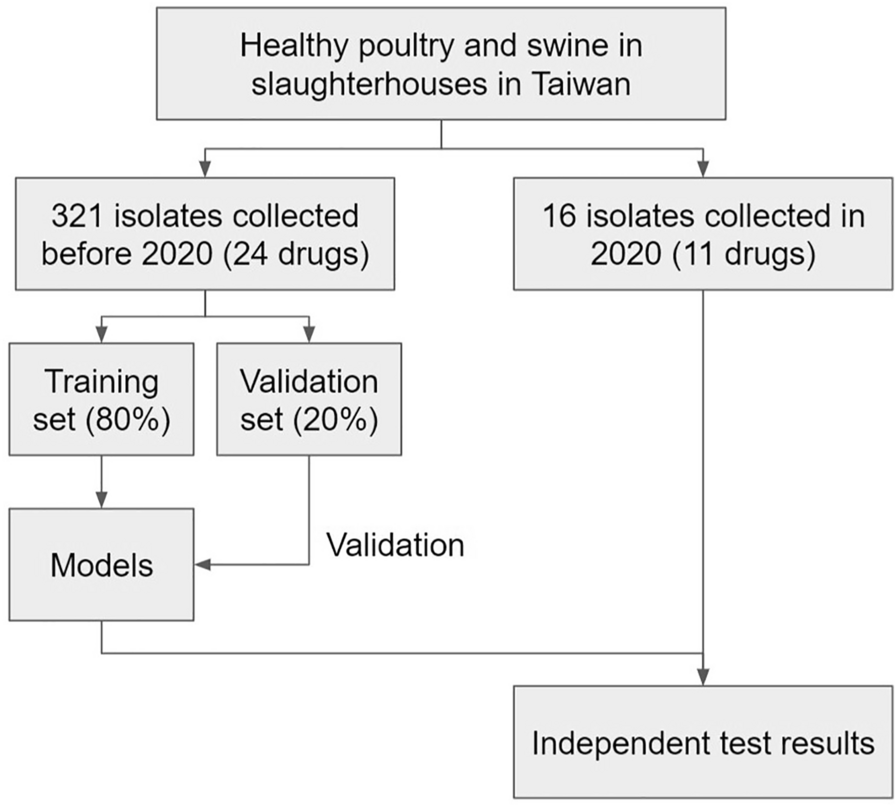 Healthy poultry and swine in
slaughterhouses in Taiwan
321 isolates collected
before 2020 (24 drugs)
16 isolates collected in
2020 (11 drugs)
Training
set (80%)
Validation
set (20%)
Models
Validation
Independent test results